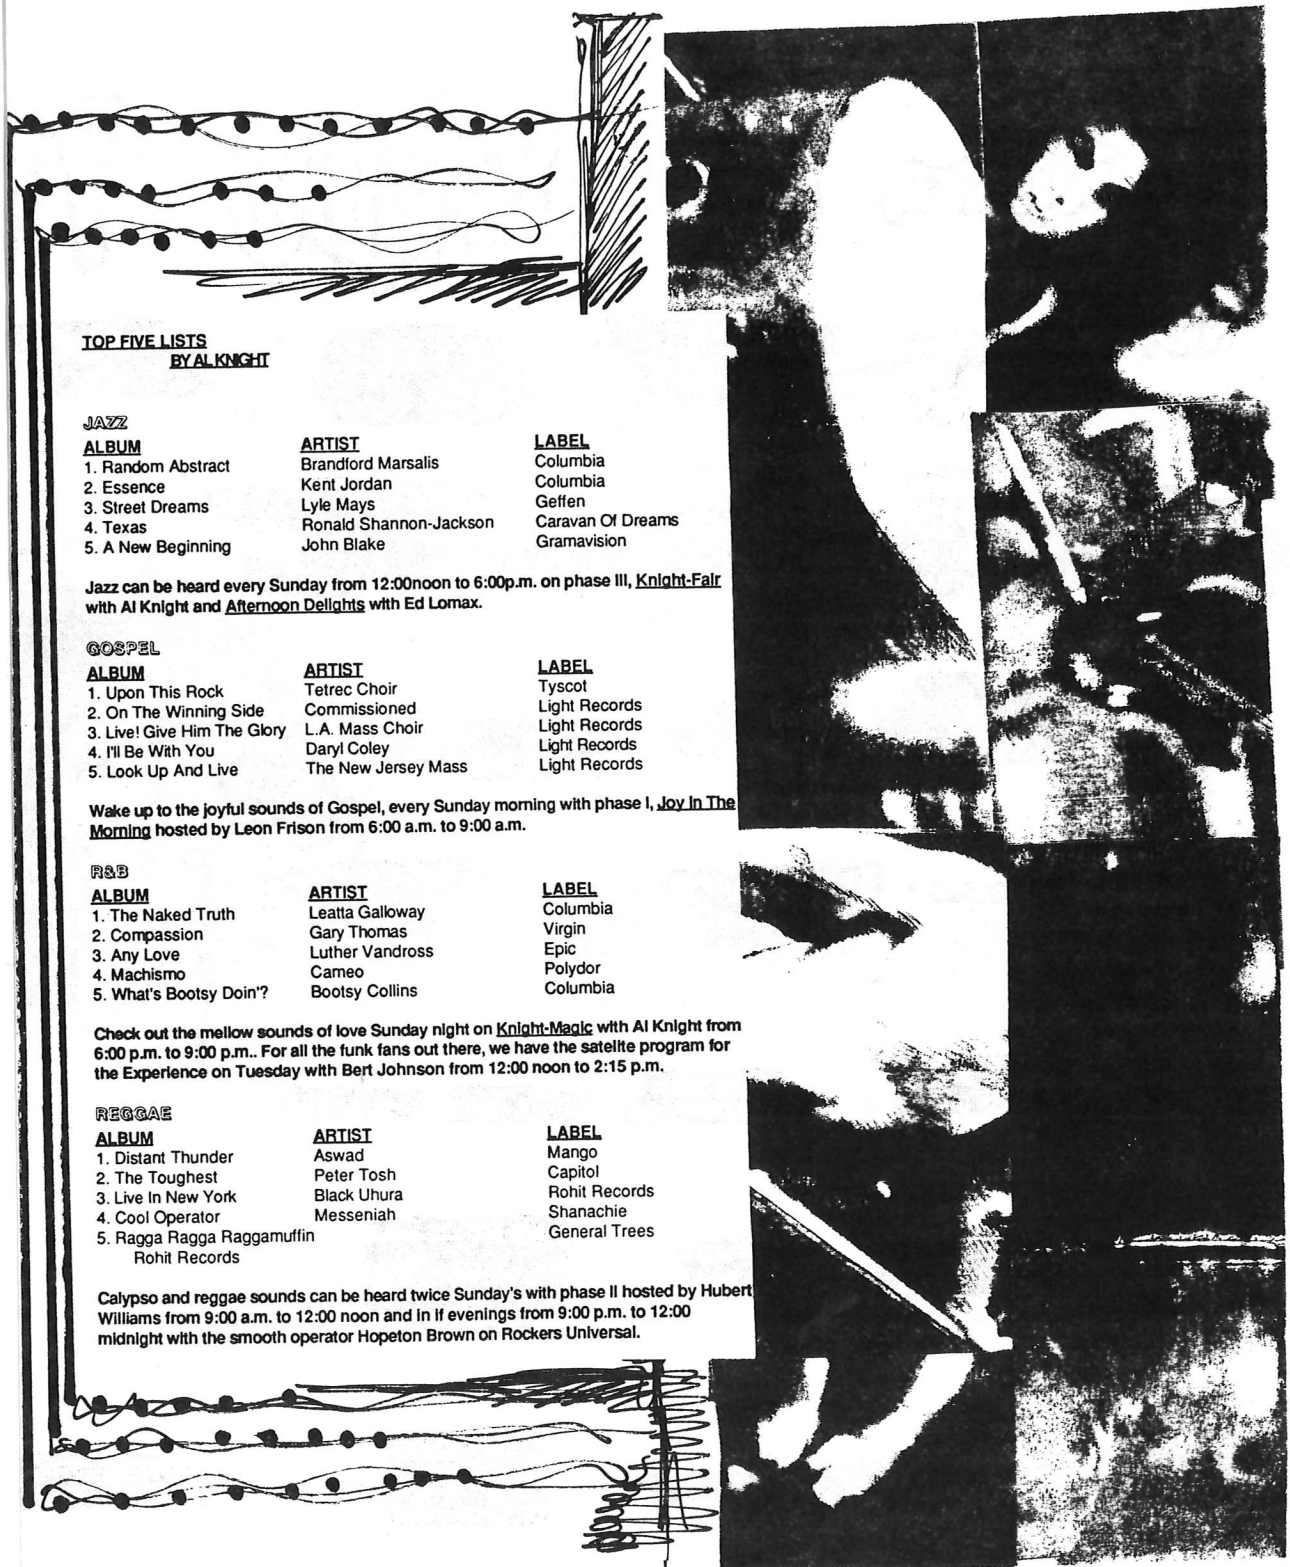 TOP FIVE LISTS
BY AL KNIGHT
JAZZ
ALBUM ARTIST LABEL
1. Random Abstract Brandford Marsalis Columbia
2. Essence Kent Jordan Columbia
3. Street Dreams Lyle Mays Geffen
4. Texas Ronald Shannon-Jackson Caravan Of Dreams
5. A New Beginning John Blake Gramavision
Jazz can be heard every Sunday from 12:00noon to 6:00p.m. on phase III, Knight-Fair
with Al Knight and Afternoon Delights with Ed Lomax.
GOSPEL
ALBUM ARTIST LABEL
1. Upon This Rock Tetrec Choir Tyscot
2. On The Winning Side Commissioned Light Records
3. Live! Give Him The Glory L.A. Mass Choir Light Records
4. I'll Be With You Daryl Coley Light Records
5. Look Up And Live The New Jersey Mass Light Records
Wake up to the joyful sounds of Gospel, every Sunday morning with phase I, Joy In The
Morning hosted by Leon Frison from 6:00 a.m. to 9:00 a.m.
R&B
ALBUM ARTIST LABEL
1. The Naked Truth Leatta Galloway Columbia
2. Compassion Gary Thomas Virgin
3. Any Love Luther Vandross Epic
4. Machismo Cameo Polydor
5. What's Bootsy Doin'? Bootsy Collins Columbia
Check out the mellow sounds of love Sunday night on Knight-Magic with Al Knight from
6:00 p.m. to 9:00 p.m.. For all the funk fans out there, we have the satelite program for
the Experience on Tuesday with Bert Johnson from 12:00 noon to 2:15 p.m.
REGGAE
ALBUM ARTIST LABEL
1. Distant Thunder Aswad Mango
2. The Toughest Peter Tosh Capitol
3. Live In New York Black Uhura Rohit Records
4. Cool Operator Messeniah Shanachie
5. Ragga Ragga Raggamuffin General Trees
Rohit Records
Calypso and reggae sounds can be heard twice Sunday's with phase II hosted by Hubert
Williams from 9:00 a.m. to 12:00 noon and in if evenings from 9:00 p.m. to 12:00
midnight with the smooth operator Hopeton Brown on Rockers Universal.